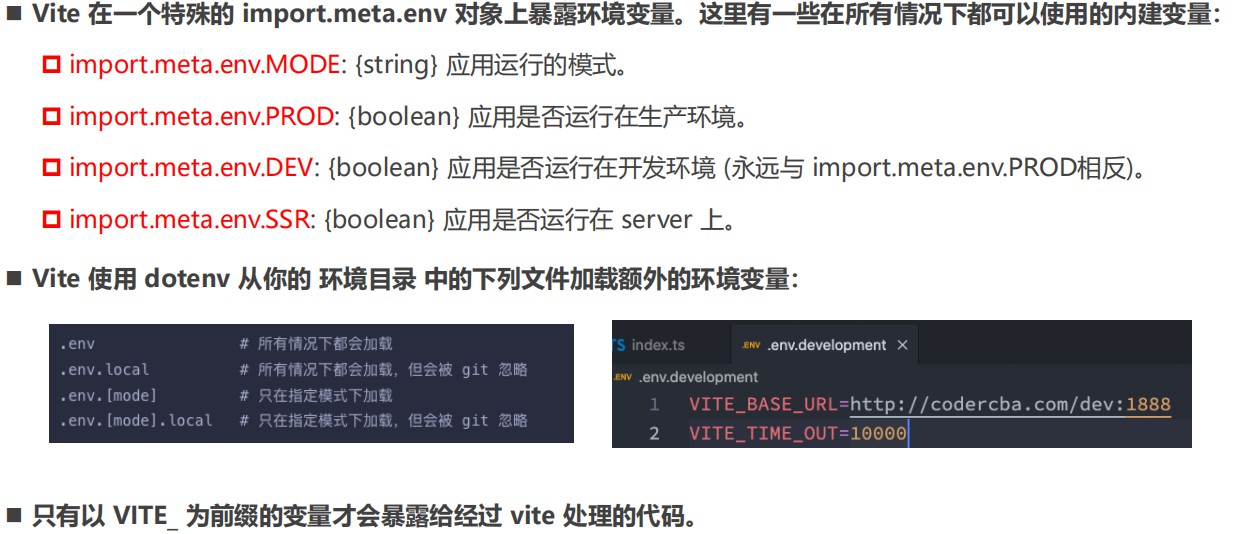 ■ Vite 在一个特殊的 import.meta.env 对象上暴露环境变量。这里有一些在所有情况下都可以使用的内建变量：
import.meta.env.MODE: {string} 应用运行的模式。
import.meta.env.PROD: {boolean} 应用是否运行在生产环境。
import.meta.env.DEV: {boolean} 应用是否运行在开发环境 (永远与 import.meta.env.PROD相反)。
import.meta.env.SSR: {boolean} 应用是否运行在 server 上。
■ Vite 使用 dotenv 从你的 环境目录 中的下列文件加载额外的环境变量：
.env # 所有情况下都会加载
.env.local # 所有情况下都会加载，但会被 git 忽略
.env.[mode] # 只在指定模式下加载
.env.[mode].local # 只在指定模式下加载，但会被 git 忽略
TS index.ts .ENV .env.development ×
.ENV .env.development
1 VITE_BASE_URL=http://codercba.com/dev:1888
2 VITE_TIME_OUT=10000
■ 只有以 VITE_ 为前缀的变量才会暴露给经过 vite 处理的代码。